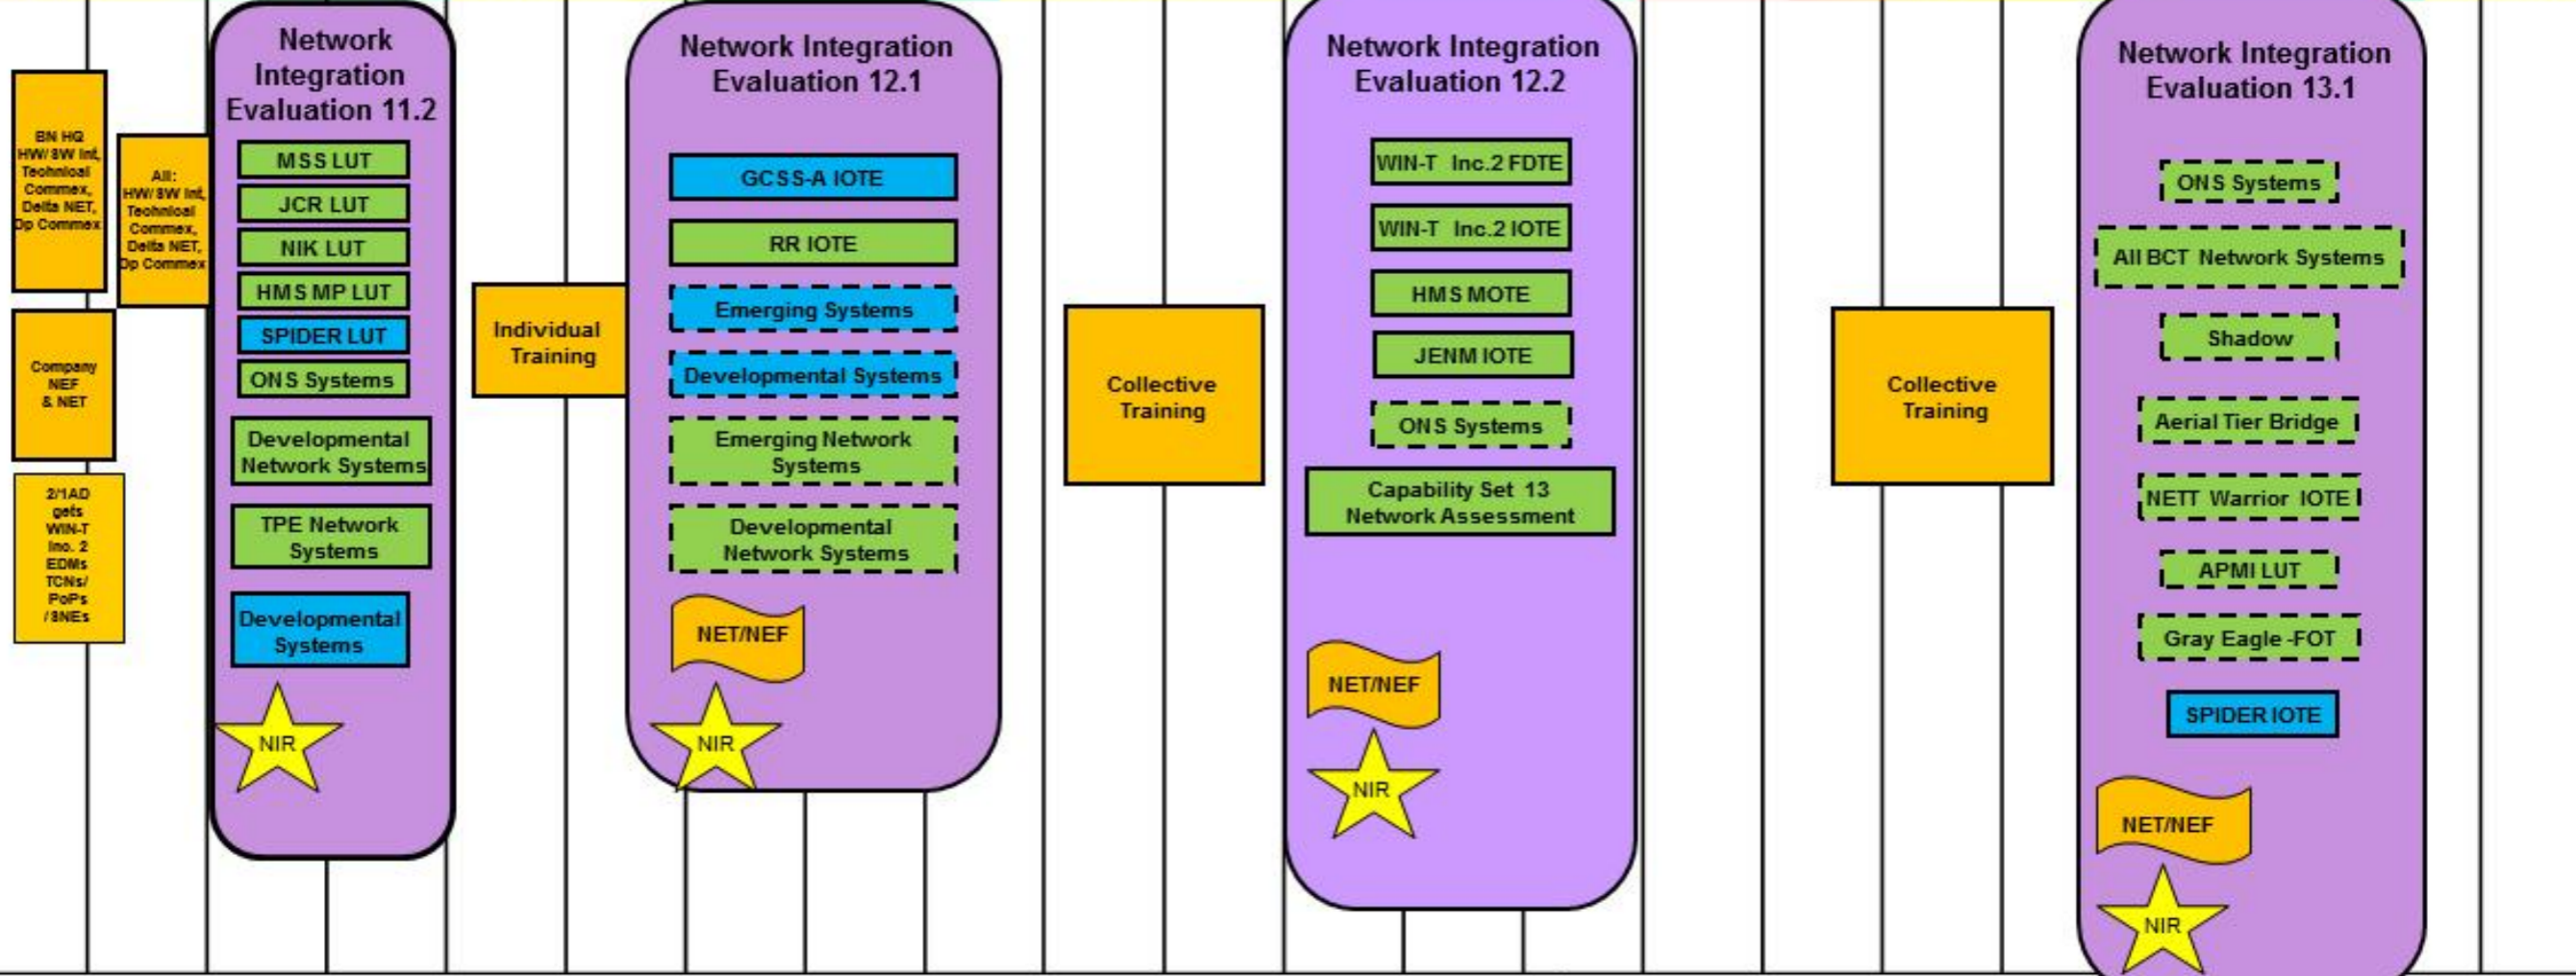 BN HQ
HW/ SW Int,
Technical
Commex,
Delta NET,
Op Commex
All:
HW/ SW Int,
Technical
Commex,
Delta NET,
Op Commex
Company
NEF
& NET
2/1AD
gets
WIN-T
Inc. 2
EDMs
TCNs/
PoPs
/ SNEs
Network
Integration
Evaluation 11.2
MSS LUT
JCR LUT
NIK LUT
HMS MP LUT
SPIDER LUT
ONS Systems
Developmental
Network Systems
TPE Network
Systems
Developmental
Systems
NIR
Individual
Training
Network Integration
Evaluation 12.1
GCSS-A IOTE
RR IOTE
Emerging Systems
Developmental Systems
Emerging Network
Systems
Developmental
Network Systems
NET/NEF
NIR
Collective
Training
Network Integration
Evaluation 12.2
WIN-T Inc.2 FDTE
WIN-T Inc.2 IOTE
HMS MOTE
JENM IOTE
ONS Systems
Capability Set 13
Network Assessment
NET/NEF
NIR
Collective
Training
Network Integration
Evaluation 13.1
ONS Systems
All BCT Network Systems
Shadow
Aerial Tier Bridge
NETT Warrior IOTE
APMI LUT
Gray Eagle -FOT
SPIDER IOTE
NET/NEF
NIR